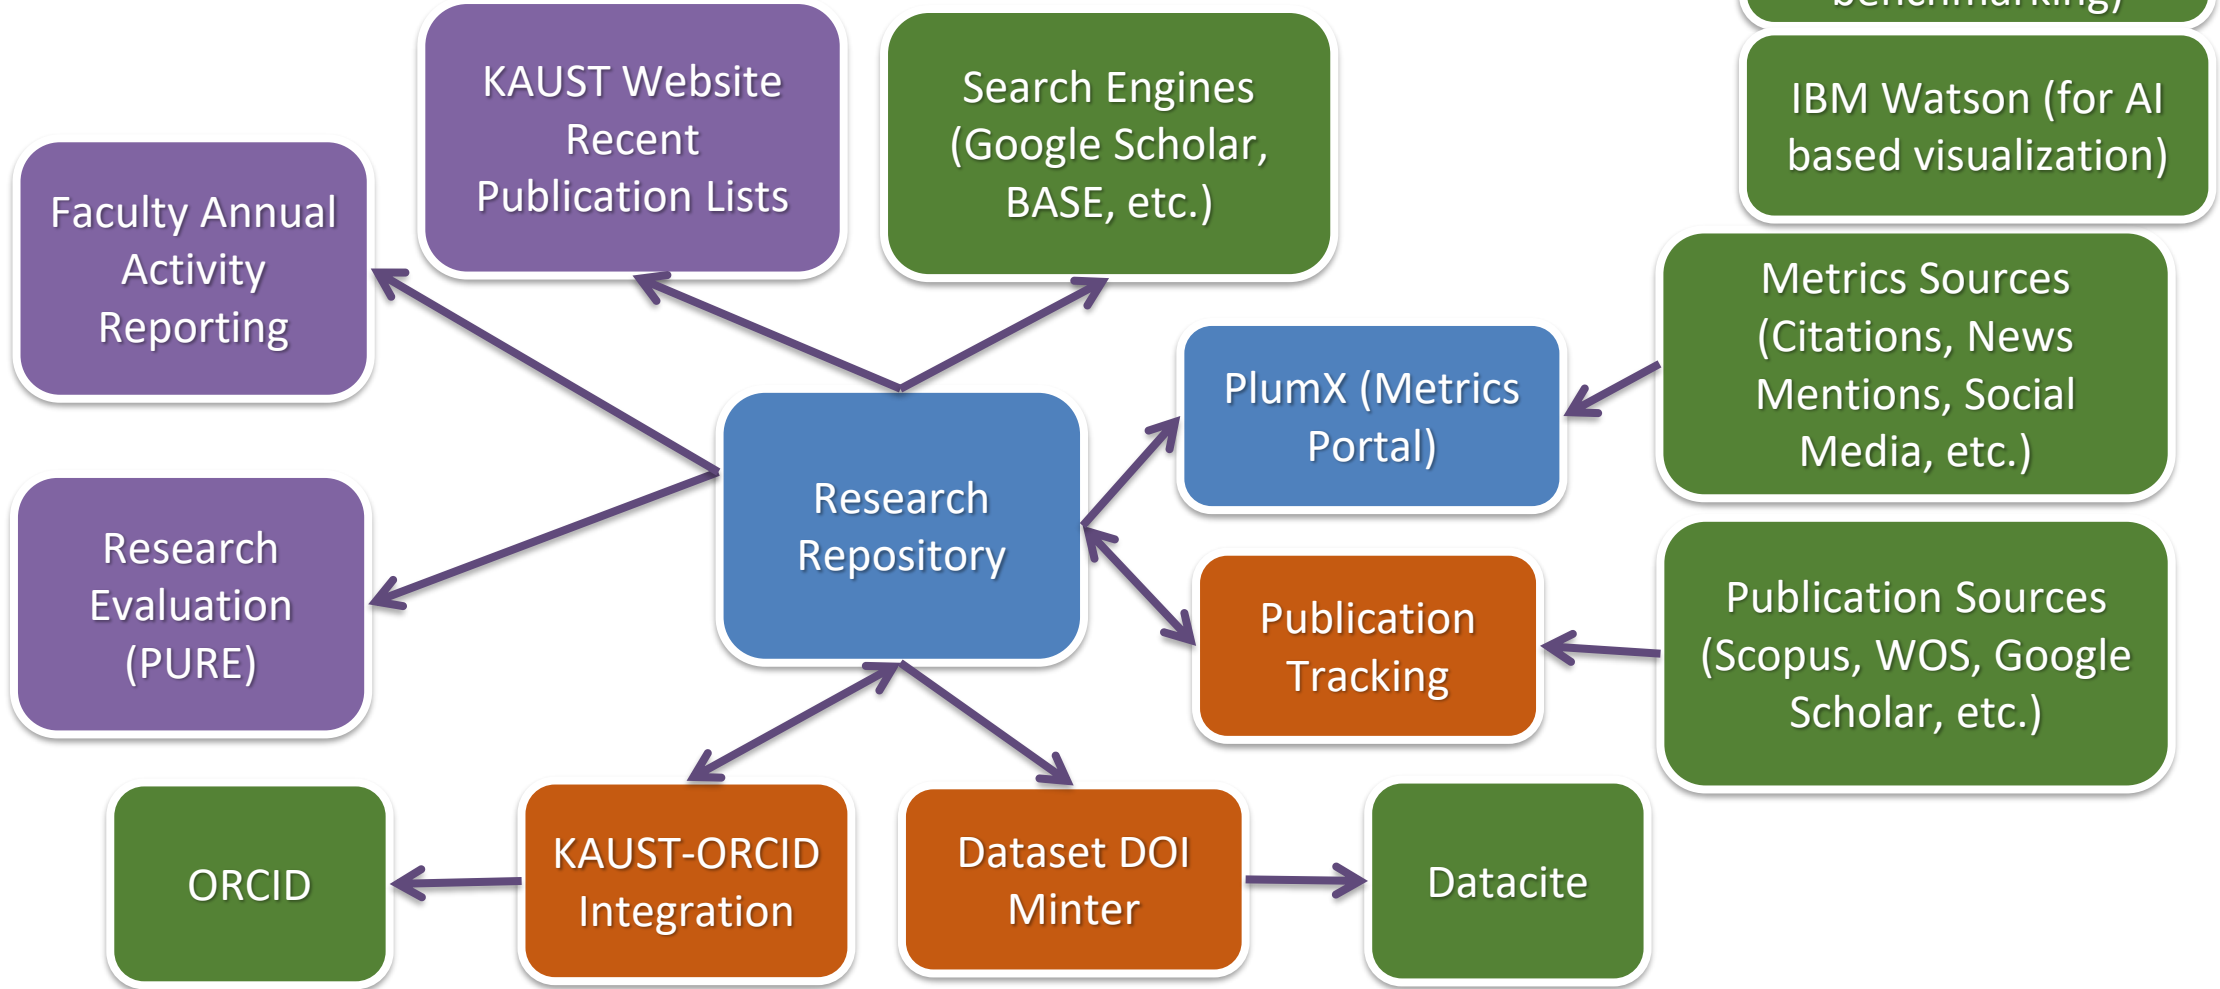 benchmarking)
KAUST Website
Recent
Publication Lists
Search Engines
(Google Scholar,
BASE, etc.)
IBM Watson (for AI
based visualization)
Faculty Annual
Activity
Reporting
Metrics Sources
(Citations, News
Mentions, Social
Media, etc.)
PlumX (Metrics
Portal)
Research
Repository
Research
Evaluation
(PURE)
Publication
Tracking
Publication Sources
(Scopus, WOS, Google
Scholar, etc.)
ORCID
KAUST-ORCID
Integration
Dataset DOI
Minter
Datacite